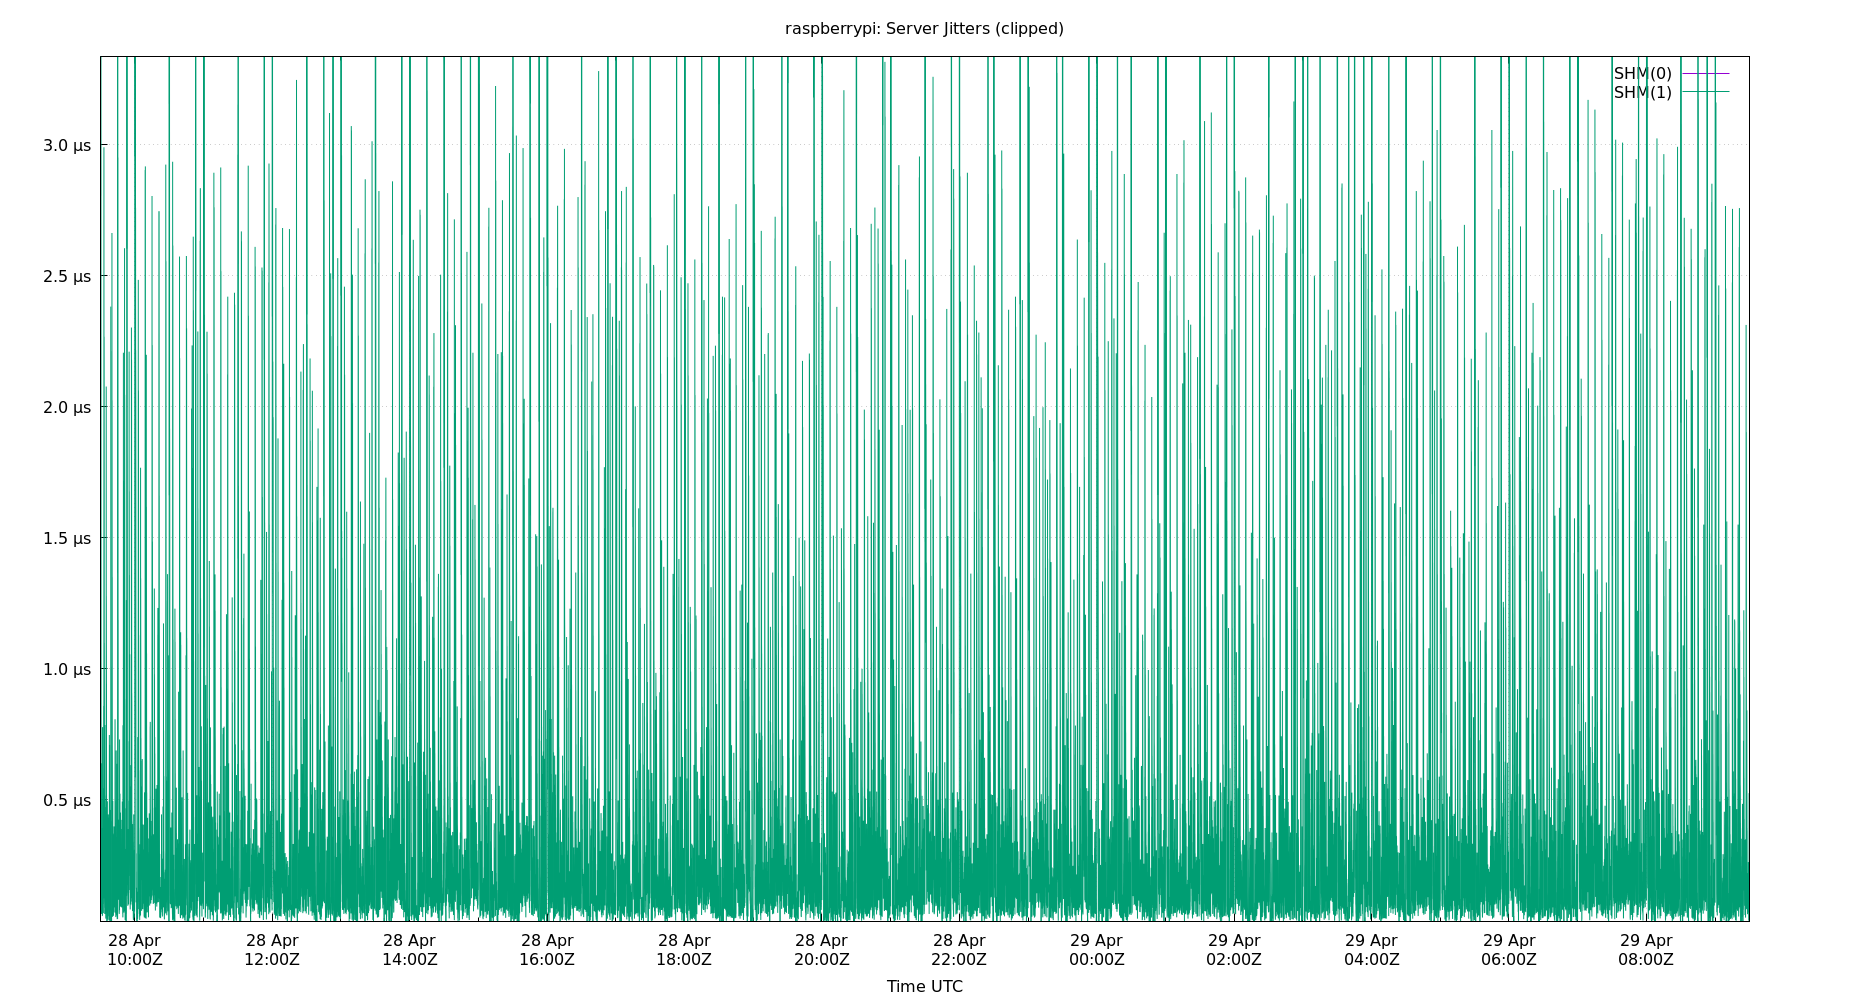 raspberrypi: Server Jitters (clipped)
SHM(0)
SHM(1)
3.0 µs
2.5 µs
2.0 µs
1.5 µs
1.0 µs
0.5 µs
28 Apr 28 Apr 28 Apr 28 Apr 28 Apr 28 Apr 28 Apr 29 Apr 29 Apr 29 Apr 29 Apr 29 Apr
10:00Z 12:00Z 14:00Z 16:00Z 18:00Z 20:00Z 22:00Z 00:00Z 02:00Z 04:00Z 06:00Z 08:00Z
Time UTC